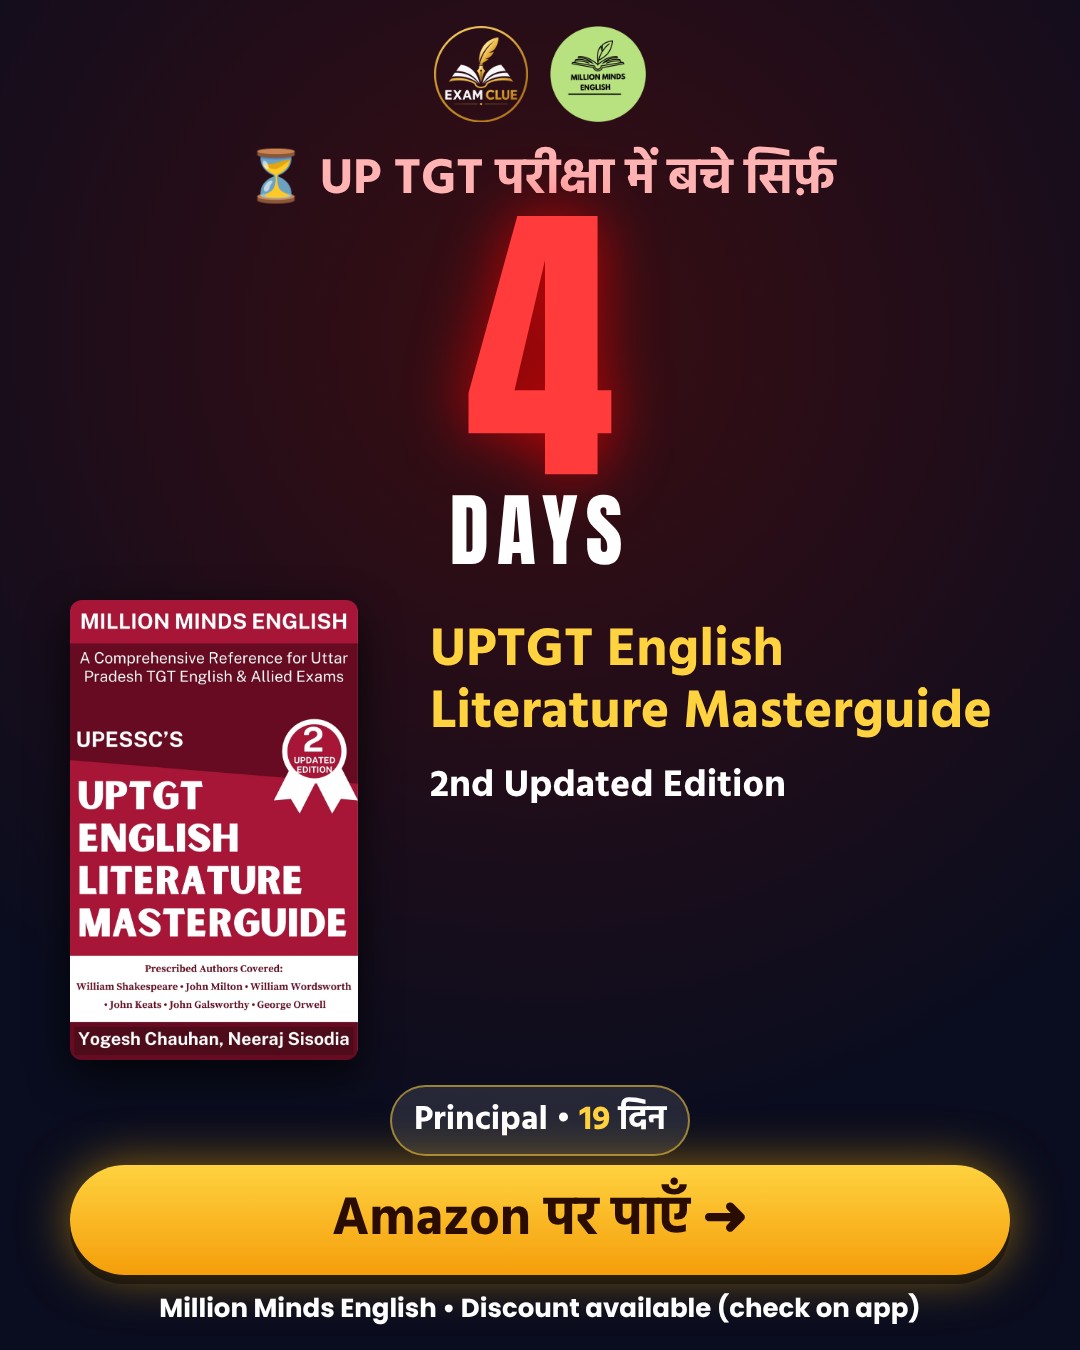 EXAM CLUE
MILLION MINDS
ENGLISH
⏳ UP TGT परीक्षा में बचे सिर्फ़
4
DAYS
MILLION MINDS ENGLISH
A Comprehensive Reference for Uttar
Pradesh TGT English & Allied Exams
UPESSC’S
2
UPDATED
EDITION
UPTGT
ENGLISH
LITERATURE
MASTERGUIDE
Prescribed Authors Covered:
William Shakespeare • John Milton • William Wordsworth
• John Keats • John Galsworthy • George Orwell
Yogesh Chauhan, Neeraj Sisodia
UPTGT English
Literature Masterguide
2nd Updated Edition
Principal • 19 दिन
Amazon पर पाएँ ➜
Million Minds English • Discount available (check on app)